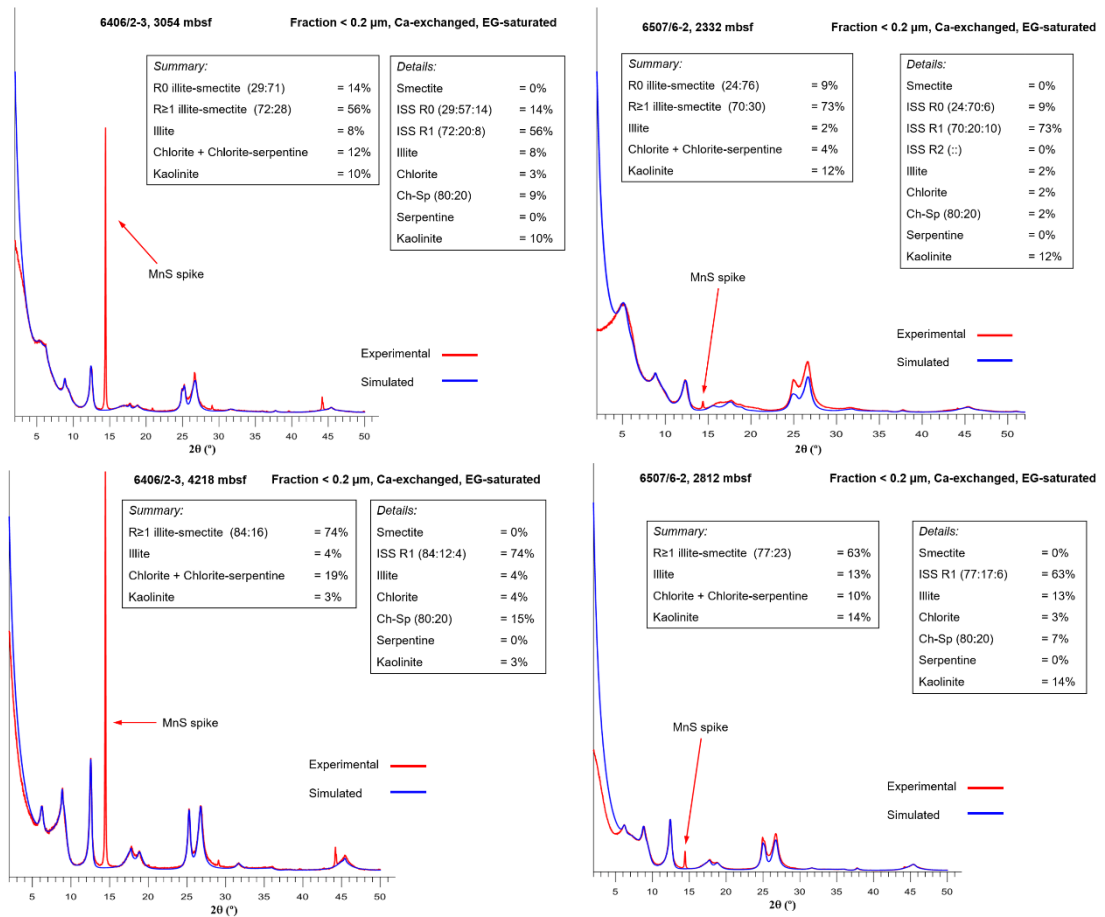 6406/2-3, 3054 mbsf Fraction < 0.2 µm, Ca-exchanged, EG-saturated
Summary:
R0 illite-smectite (29:71) = 14%
R≥1 illite-smectite (72:28) = 56%
Illite = 8%
Chlorite + Chlorite-serpentine = 12%
Kaolinite = 10%
Details:
Smectite = 0%
ISS R0 (29:57:14) = 14%
ISS R1 (72:20:8) = 56%
Illite = 8%
Chlorite = 3%
Ch-Sp (80:20) = 9%
Serpentine = 0%
Kaolinite = 10%
MnS spike
Experimental
Simulated
5 10 15 20 25 30 35 40 45 50
2θ (º)
6507/6-2, 2332 mbsf Fraction < 0.2 µm, Ca-exchanged, EG-saturated
Summary:
R0 illite-smectite (24:76) = 9%
R≥1 illite-smectite (70:30) = 73%
Illite = 2%
Chlorite + Chlorite-serpentine = 4%
Kaolinite = 12%
Details:
Smectite = 0%
ISS R0 (24:70:6) = 9%
ISS R1 (70:20:10) = 73%
ISS R2 (::) = 0%
Illite = 2%
Chlorite = 2%
Ch-Sp (80:20) = 2%
Serpentine = 0%
Kaolinite = 12%
MnS spike
Experimental
Simulated
5 10 15 20 25 30 35 40 45 50
2θ (º)
6406/2-3, 4218 mbsf Fraction < 0.2 µm, Ca-exchanged, EG-saturated
Summary:
R≥1 illite-smectite (84:16) = 74%
Illite = 4%
Chlorite + Chlorite-serpentine = 19%
Kaolinite = 3%
Details:
Smectite = 0%
ISS R1 (84:12:4) = 74%
Illite = 4%
Chlorite = 4%
Ch-Sp (80:20) = 15%
Serpentine = 0%
Kaolinite = 3%
MnS spike
Experimental
Simulated
5 10 15 20 25 30 35 40 45 50
2θ (º)
6507/6-2, 2812 mbsf Fraction < 0.2 µm, Ca-exchanged, EG-saturated
Summary:
R≥1 illite-smectite (77:23) = 63%
Illite = 13%
Chlorite + Chlorite-serpentine = 10%
Kaolinite = 14%
Details:
Smectite = 0%
ISS R1 (77:17:6) = 63%
Illite = 13%
Chlorite = 3%
Ch-Sp (80:20) = 7%
Serpentine = 0%
Kaolinite = 14%
MnS spike
Experimental
Simulated
5 10 15 20 25 30 35 40 45 50
2θ (º)